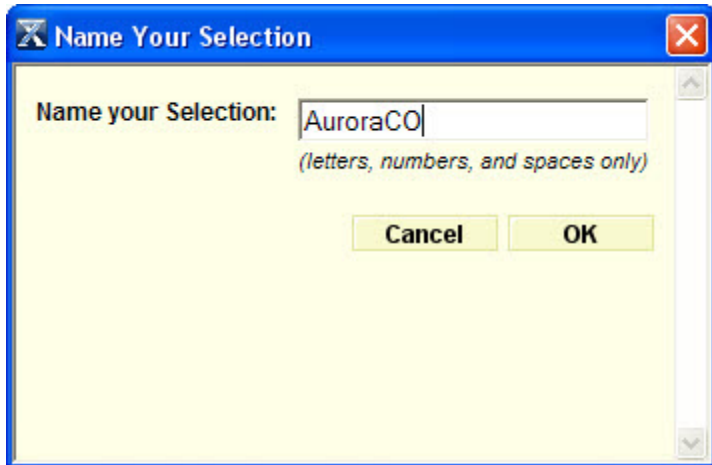 Name Your Selection
Name your Selection: AuroraCO
(letters, numbers, and spaces only)
Cancel OK